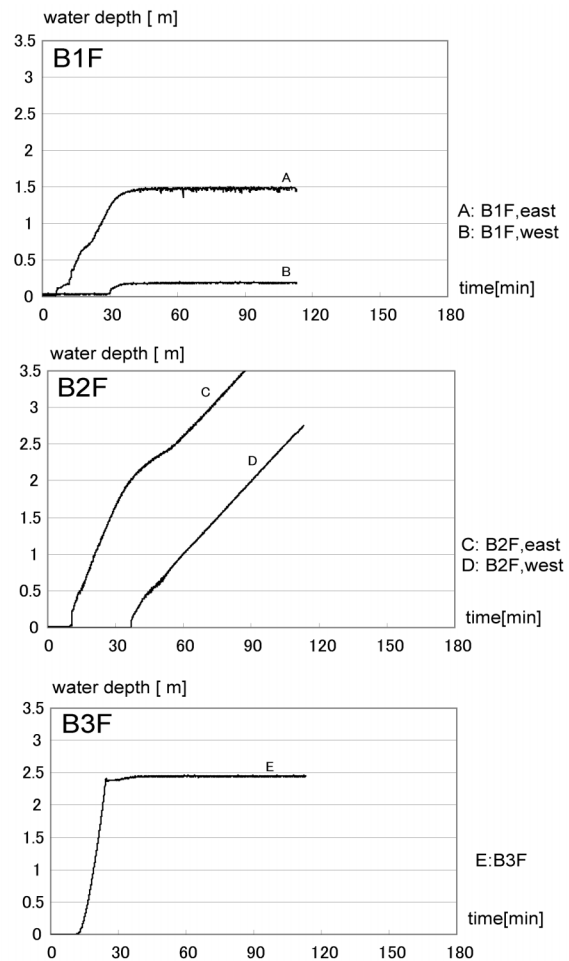 water depth [ m]
3.5
B1F
3
2.5
2
A
1.5
1
A: B1F,east
B: B1F,west
0.5
B
time[min]
0
0 30 60 90 120 150 180
water depth [ m]
3.5
B2F
C
3
2.5
D
2
1.5
1
C: B2F,east
D: B2F,west
0.5
time[min]
0
0 30 60 90 120 150 180
water depth [ m]
3.5
B3F
3
2.5
E
2
1.5
1
E:B3F
0.5
time[min]
0
0 30 60 90 120 150 180